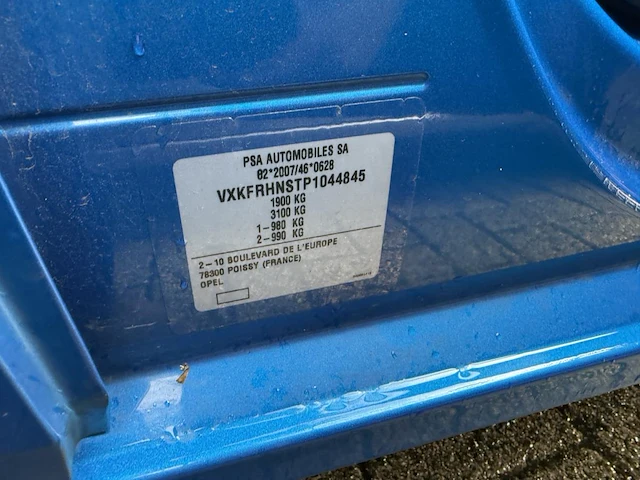 PSA AUTOMOBILES SA
02*2007/46*0628
VXKFRHNSTP1044845
1900 KG
3100 KG
1-980 KG
2-990 KG
2-10 BOULEVARD DE L'EUROPE
78300 POISSY (FRANCE)
OPEL